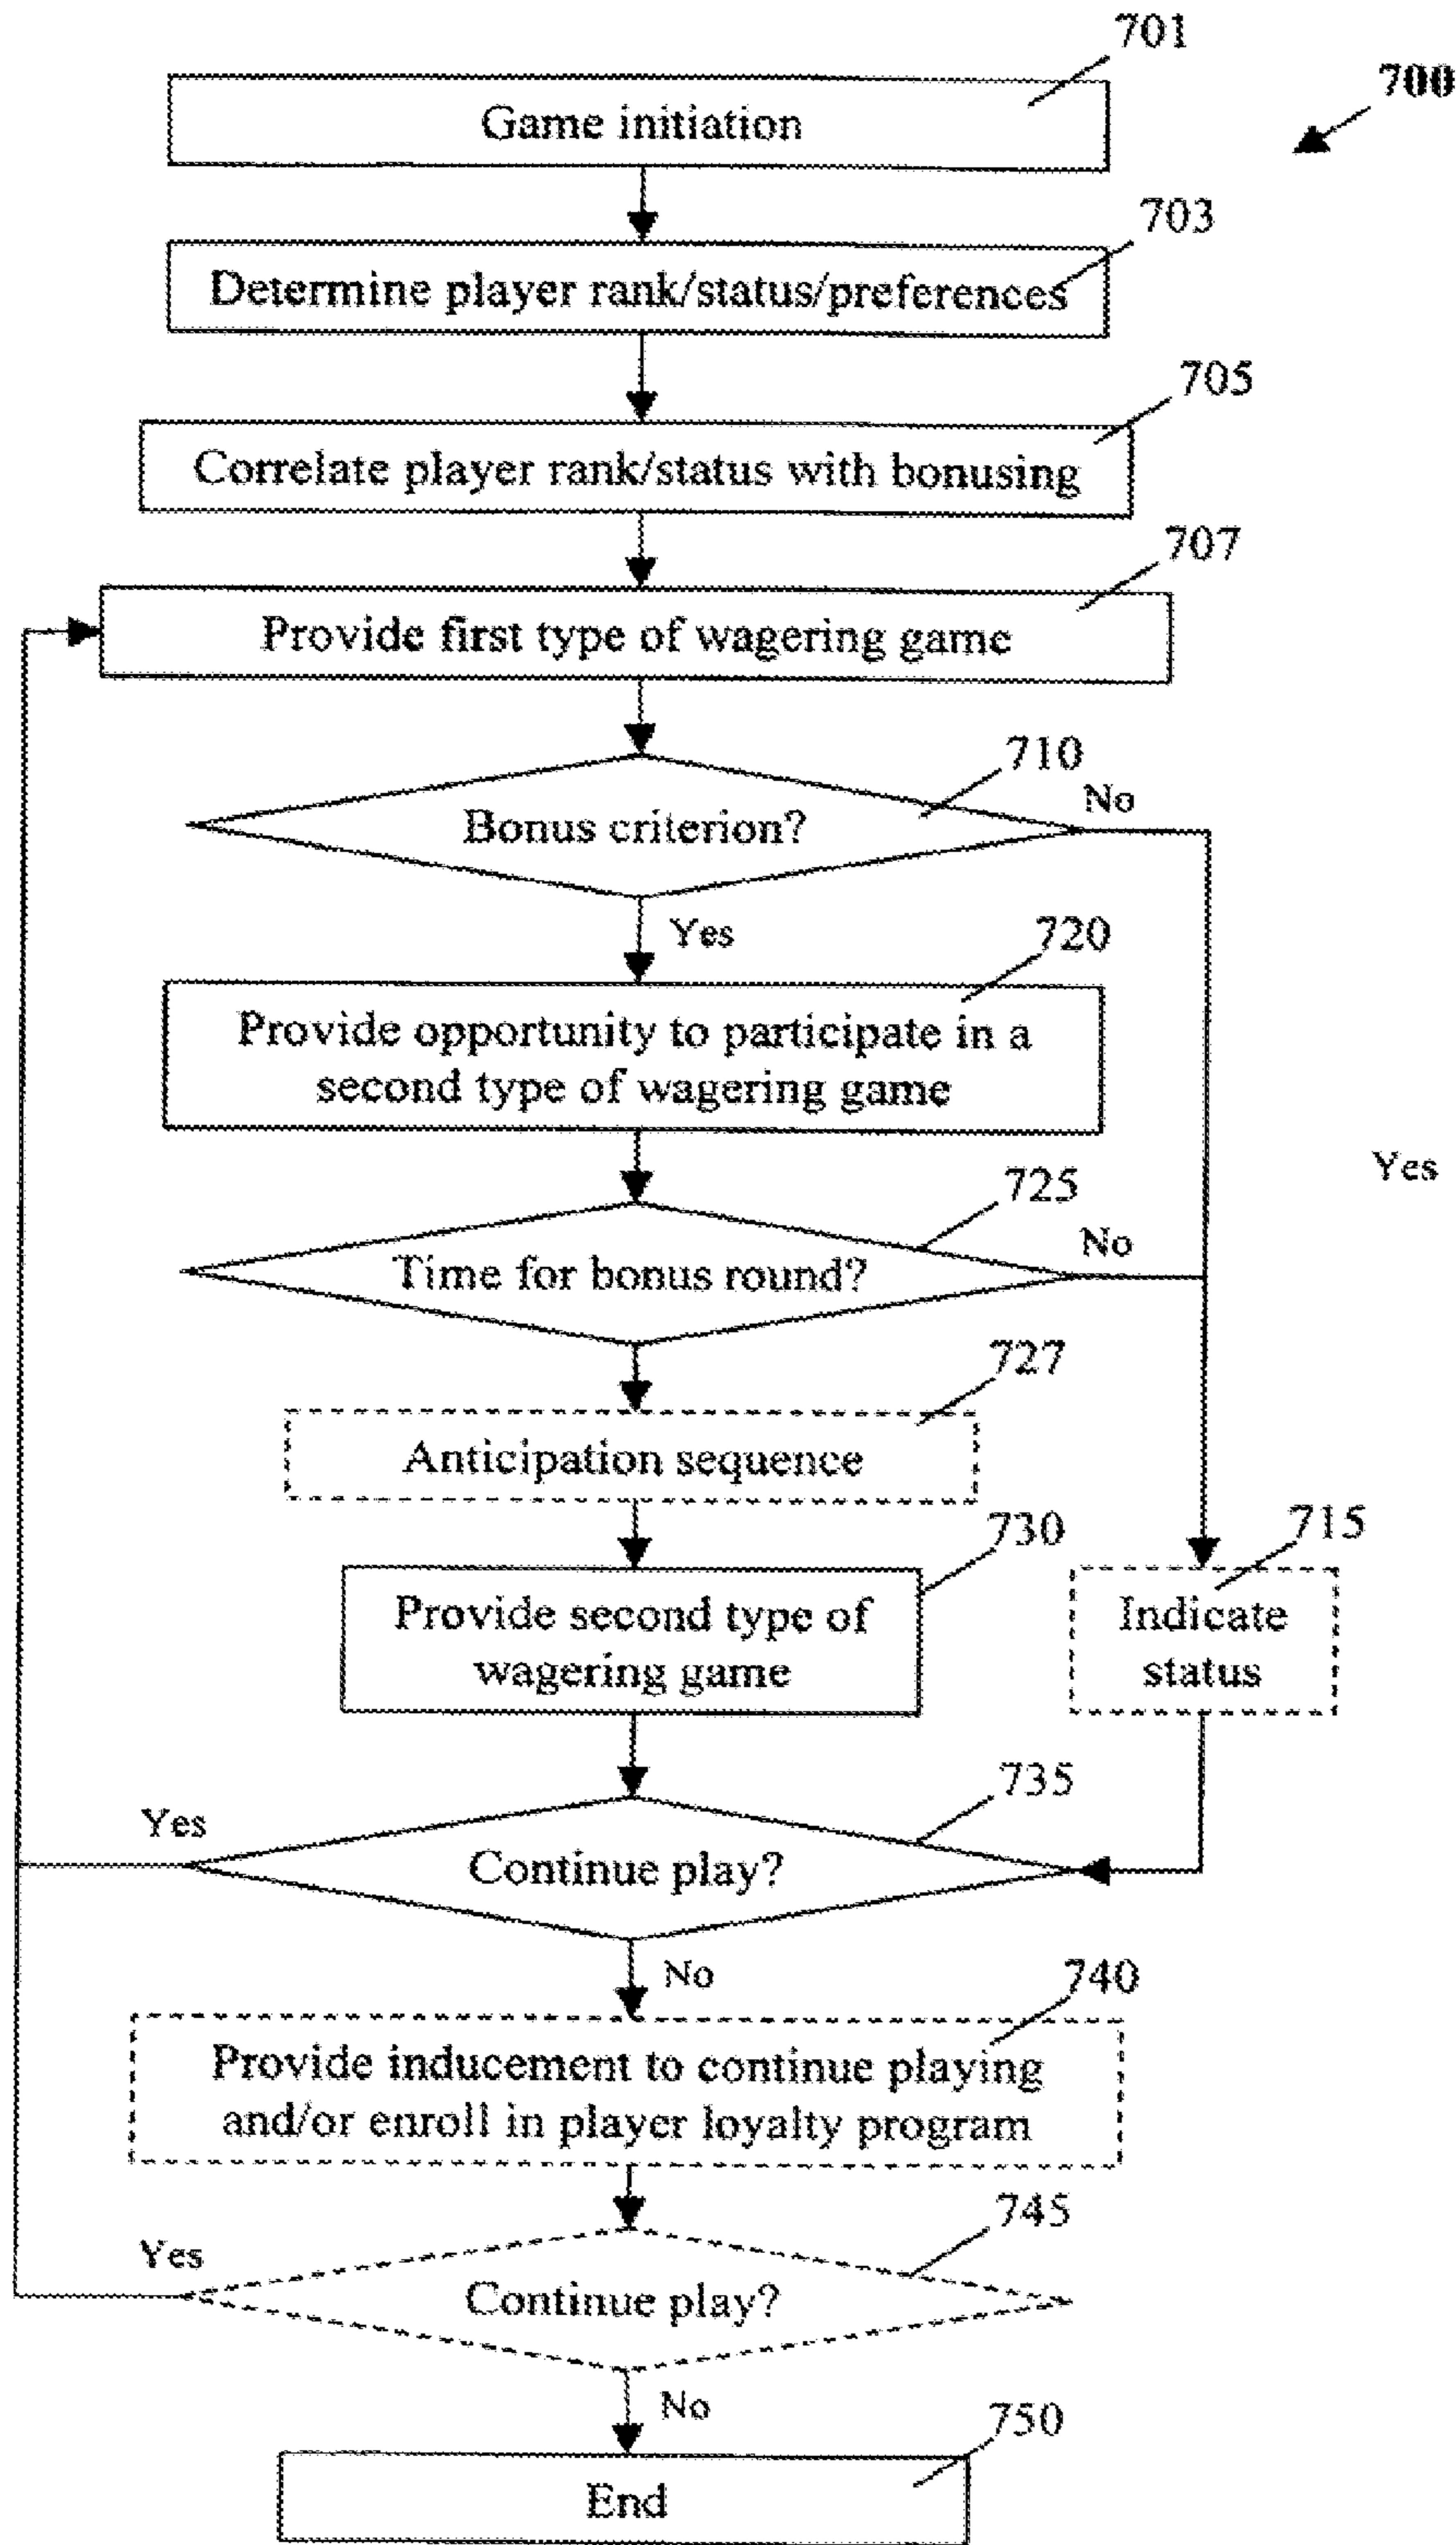 701
700
Game initiation
703
Determine player rank/status/preferences
705
Correlate player rank/status with bonusing
707
Provide first type of wagering game
710
No
Bonus criterion?
Yes
720
Provide opportunity to participate in a
second type of wagering game
Yes
725
No
Time for bonus round?
727
Anticipation sequence
730
715
Provide second type of
wagering game
Indicate
status
735
Yes
Continue play?
No
740
Provide inducement to continue playing
and/or enroll in player loyalty program
745
Yes
Continue play?
No
750
End